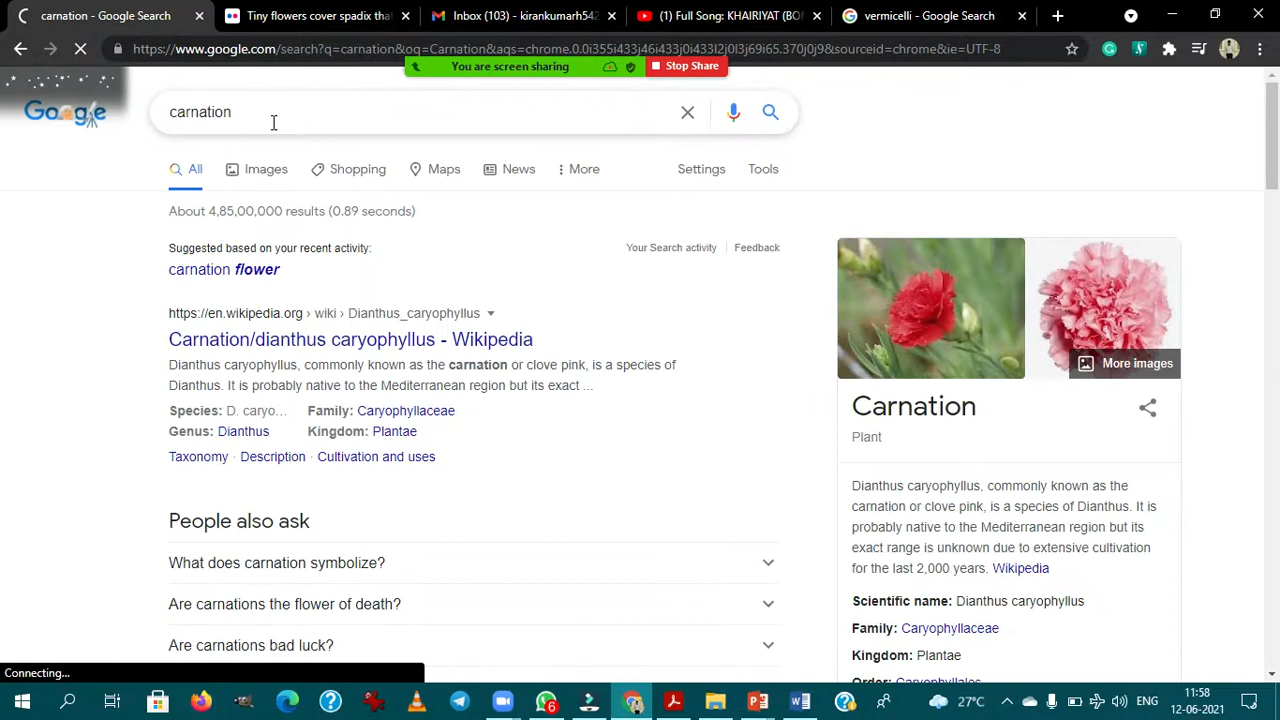 carnation - Google Search
Tiny flowers cover spadix that
Inbox (103) - kirankumarh542
(1) Full Song: KHAIRIYAT (BON
vermicelli - Google Search
https://www.google.com/search?q=carnation&oq=Carnation&aqs=chrome.0.0i355i433j46i433j0i433l2j0l3j69i65.370j0j9&sourceid=chrome&ie=UTF-8
You are screen sharing
Stop Share
Google
carnation
All
Images
Shopping
Maps
News
More
Settings
Tools
About 4,85,00,000 results (0.89 seconds)
Suggested based on your recent activity:
Your Search activity
Feedback
carnation flower
https://en.wikipedia.org › wiki › Dianthus_caryophyllus
Carnation/dianthus caryophyllus - Wikipedia
Dianthus caryophyllus, commonly known as the carnation or clove pink, is a species of
Dianthus. It is probably native to the Mediterranean region but its exact ...
Species: D. caryo... Family: Caryophyllaceae
Genus: Dianthus Kingdom: Plantae
Taxonomy · Description · Cultivation and uses
People also ask
What does carnation symbolize?
Are carnations the flower of death?
Are carnations bad luck?
More images
Carnation
Plant
Dianthus caryophyllus, commonly known as the
carnation or clove pink, is a species of Dianthus. It is
probably native to the Mediterranean region but its
exact range is unknown due to extensive cultivation
for the last 2,000 years. Wikipedia
Scientific name: Dianthus caryophyllus
Family: Caryophyllaceae
Kingdom: Plantae
Order: Caryophyllales
Connecting...
6
27°C
ENG
11:58
12-06-2021